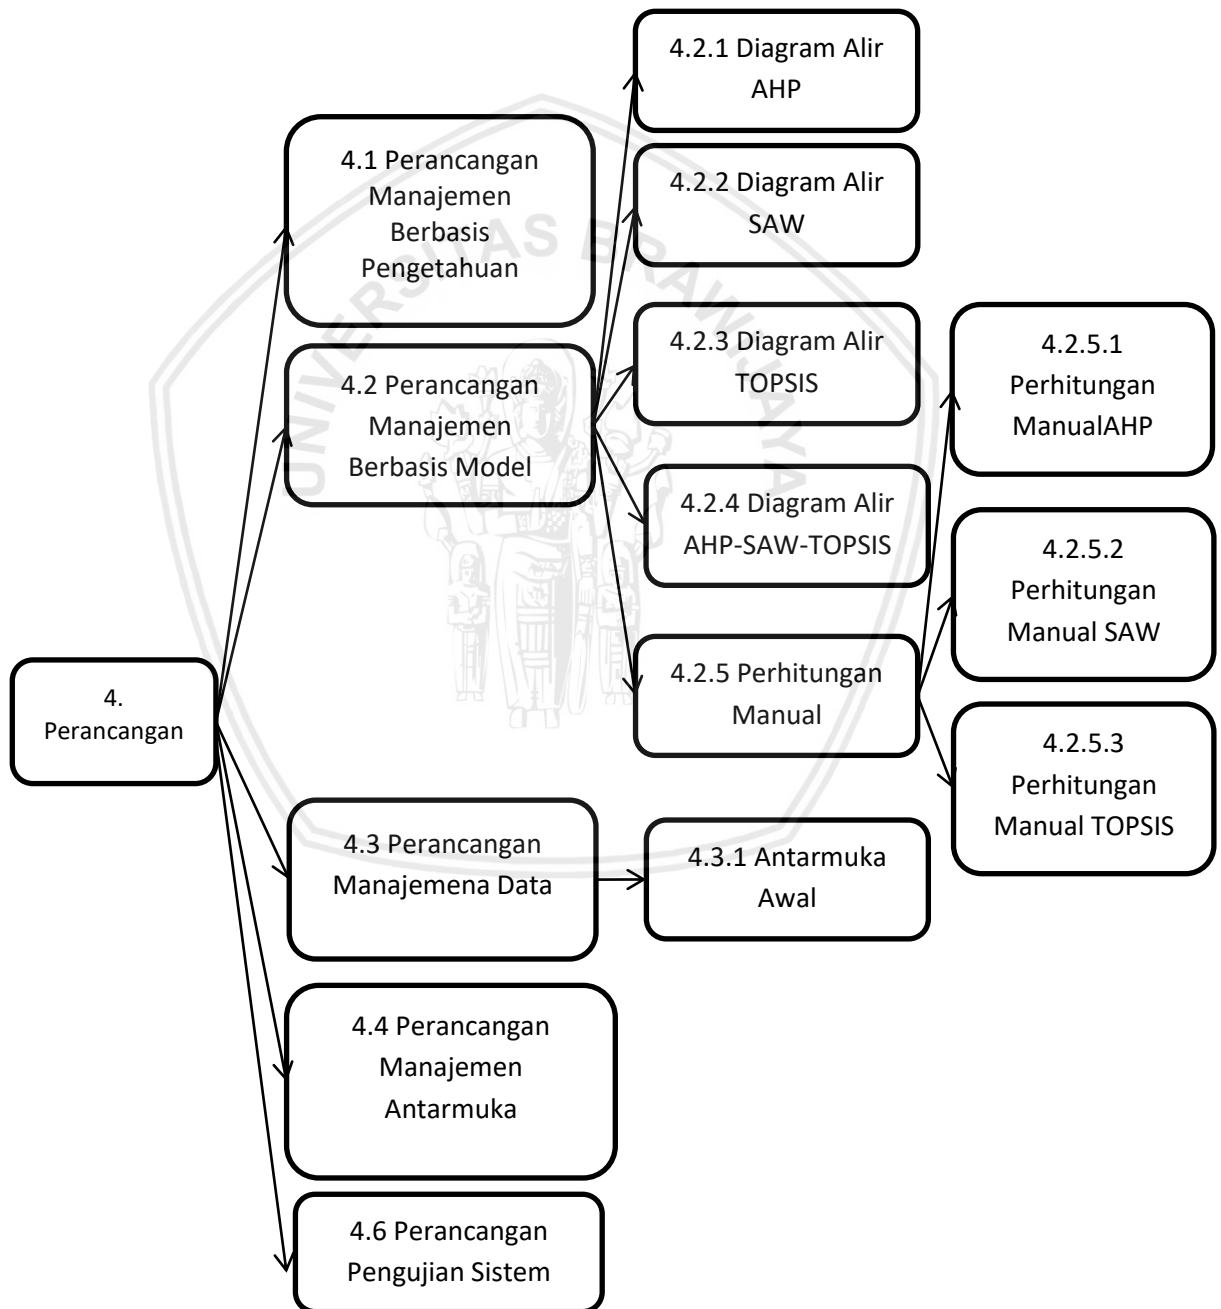 4.
Perancangan
4.1 Perancangan
Manajemen
Berbasis
Pengetahuan
4.2 Perancangan
Manajemen
Berbasis Model
4.2.1 Diagram Alir
AHP
4.2.2 Diagram Alir
SAW
4.2.3 Diagram Alir
TOPSIS
4.2.4 Diagram Alir
AHP-SAW-TOPSIS
4.2.5 Perhitungan
Manual
4.2.5.1
Perhitungan
ManualAHP
4.2.5.2
Perhitungan
Manual SAW
4.2.5.3
Perhitungan
Manual TOPSIS
4.3 Perancangan
Manajemena Data
4.3.1 Antarmuka
Awal
4.4 Perancangan
Manajemen
Antarmuka
4.6 Perancangan
Pengujian Sistem
UNIVERSITAS BRAWIJAYA